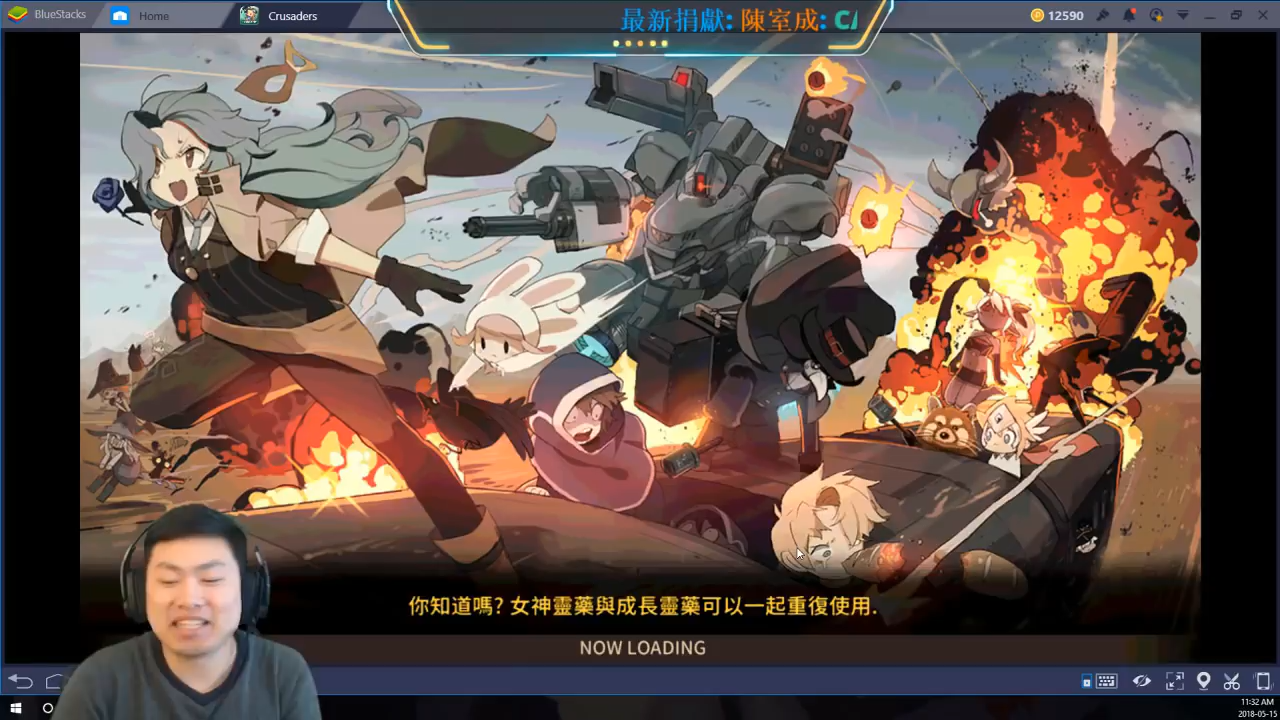 BlueStacks
Home
Crusaders
最新捐獻: 陳室成: CA
12590
你知道嗎? 女神靈藥與成長靈藥可以一起重復使用.
NOW LOADING
11:32 AM
2018-05-15